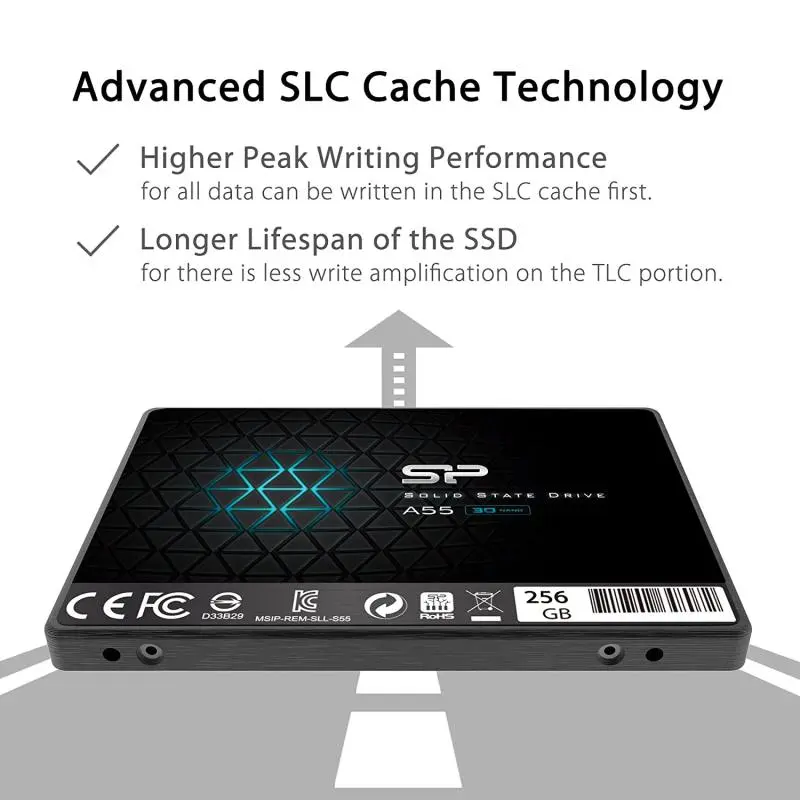 Advanced SLC Cache Technology
Higher Peak Writing Performance
for all data can be written in the SLC cache first.
Longer Lifespan of the SSD
for there is less write amplification on the TLC portion.
SP
SOLID STATE DRIVE
A55 3D NAND
CE FC D33B29 MSIP-REM-SLL-S55 SP RoHS 256 GB